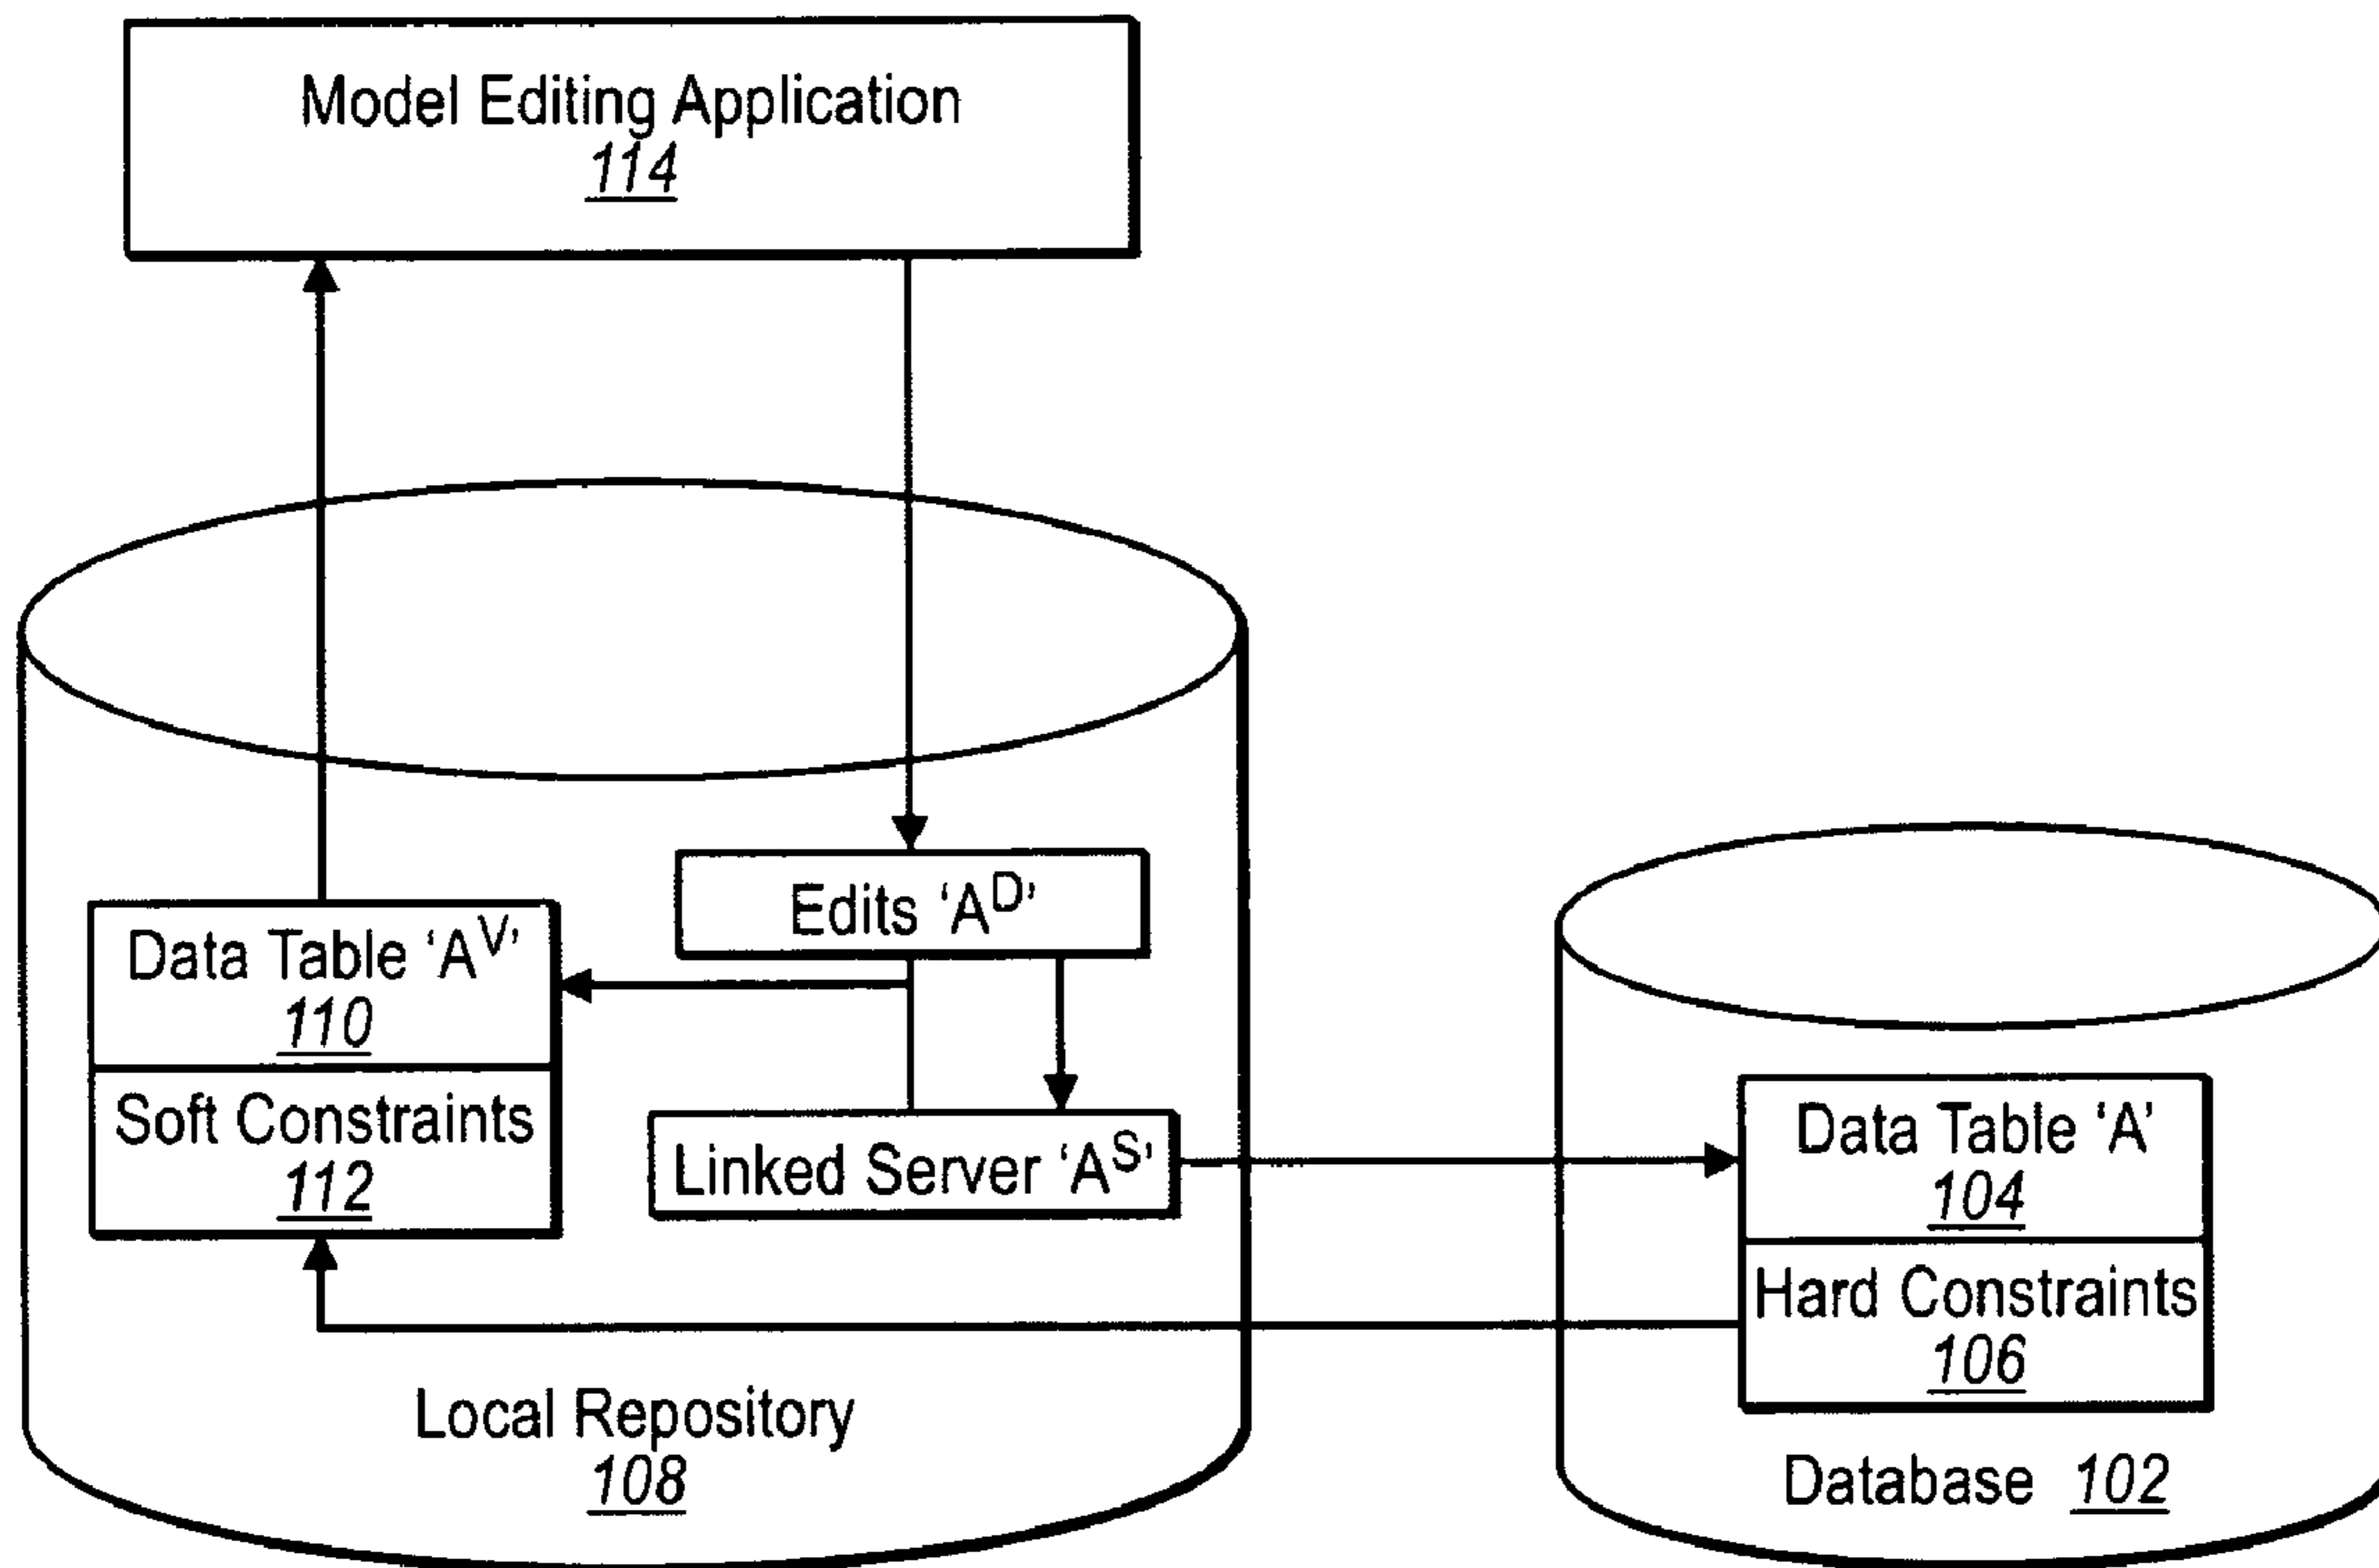 Model Editing Application
114
Edits ‘A^D’
Data Table ‘A^V’
110
Soft Constraints
112
Linked Server ‘A^S’
Data Table ‘A’
104
Hard Constraints
106
Local Repository
108
Database 102